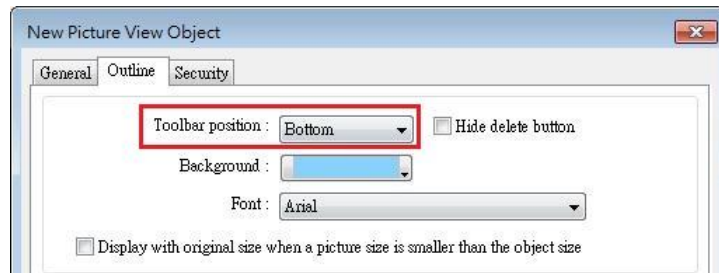 New Picture View Object
General Outline Security
Toolbar position : Bottom Hide delete button
Background :
Font : Arial
Display with original size when a picture size is smaller than the object size